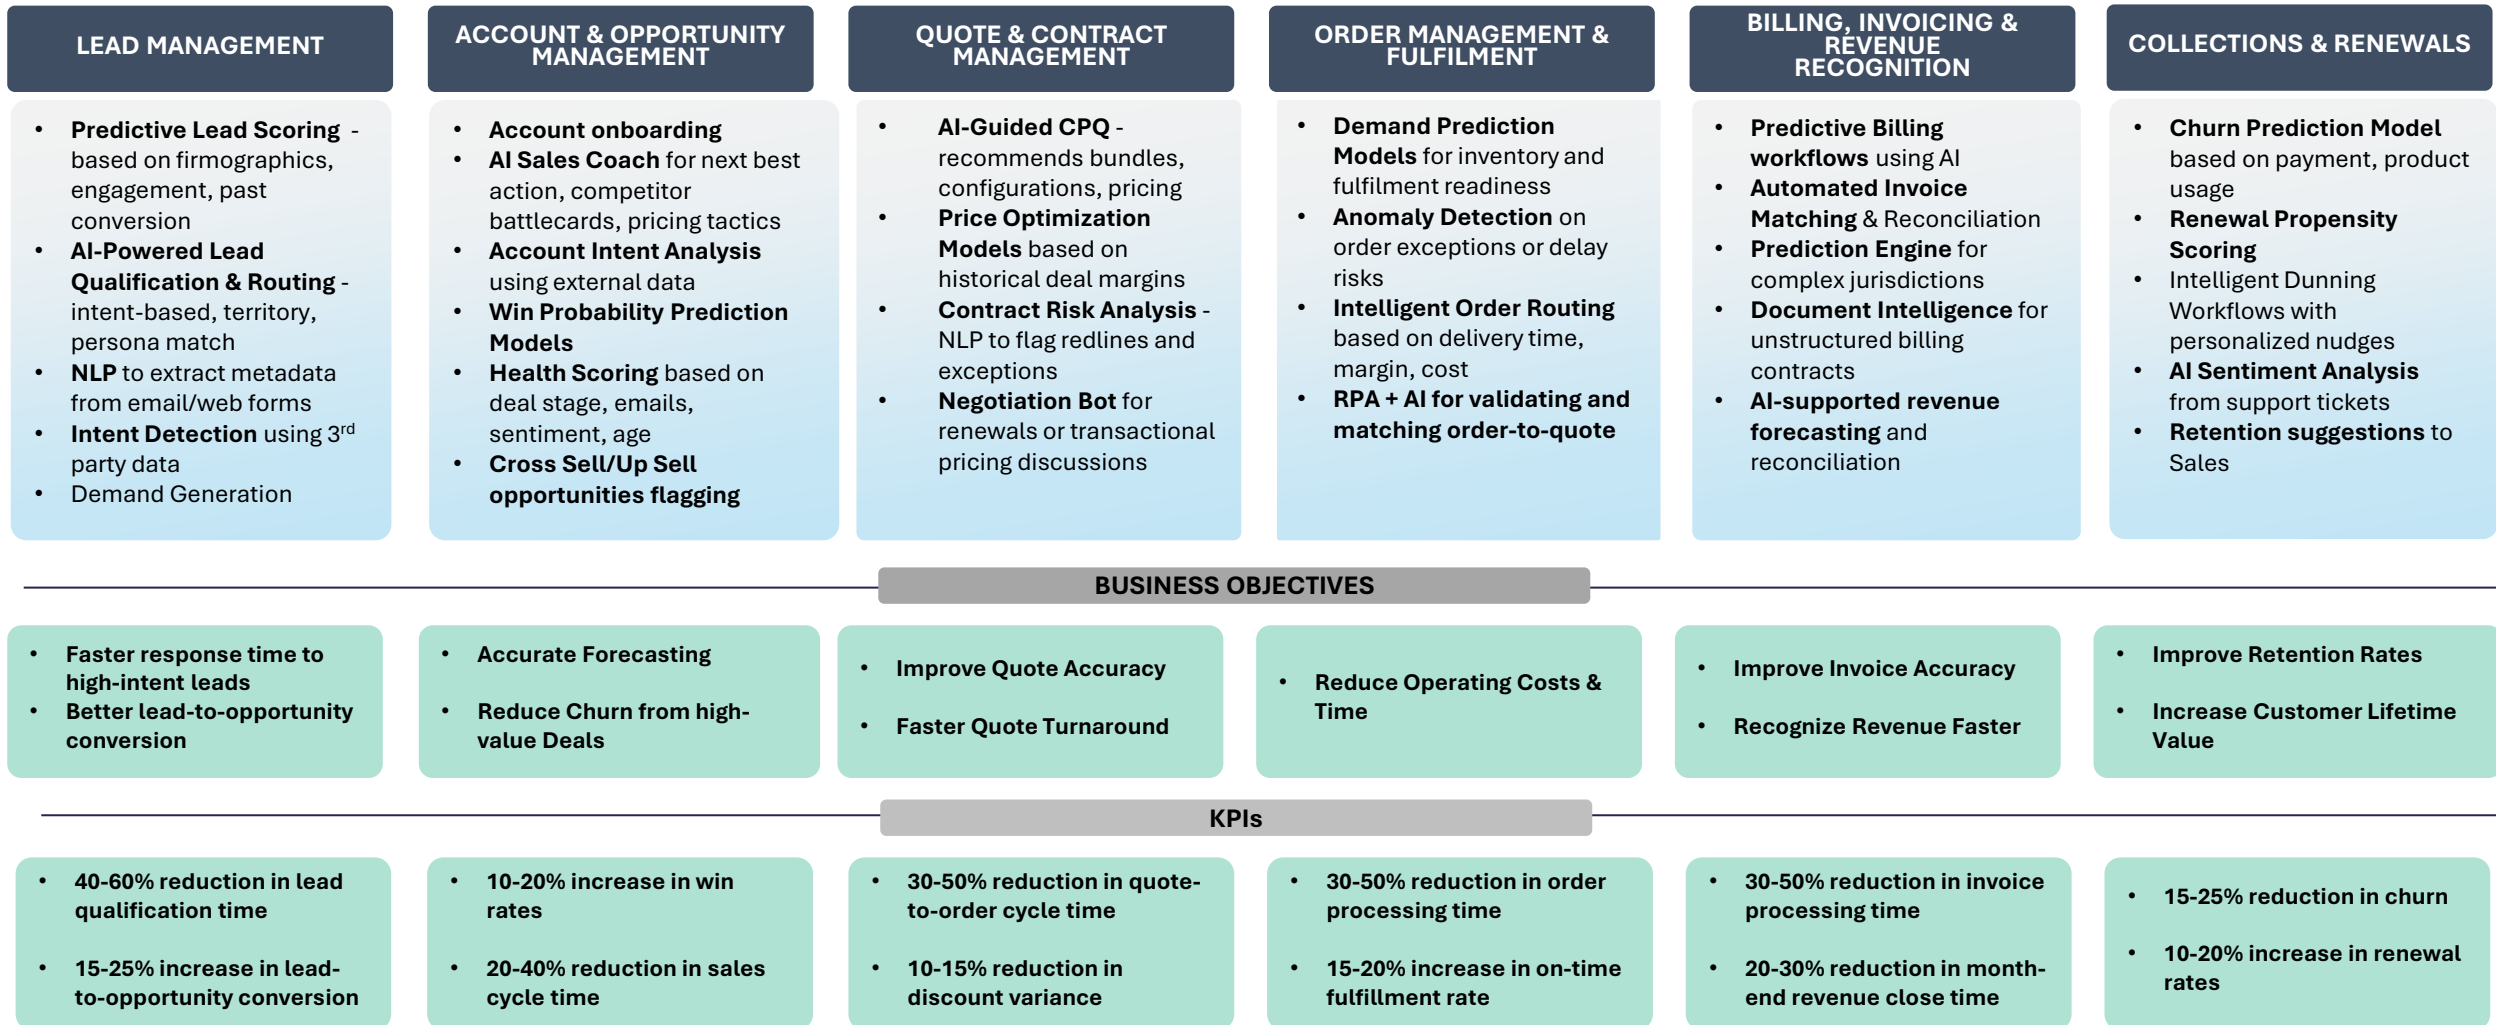 LEAD MANAGEMENT
• Predictive Lead Scoring -
based on firmographics,
engagement, past
conversion
• AI-Powered Lead
Qualification & Routing -
intent-based, territory,
persona match
• NLP to extract metadata
from email/web forms
• Intent Detection using 3rd
party data
• Demand Generation
ACCOUNT & OPPORTUNITY
MANAGEMENT
• Account onboarding
• AI Sales Coach for next best
action, competitor
battlecards, pricing tactics
• Account Intent Analysis
using external data
• Win Probability Prediction
Models
• Health Scoring based on
deal stage, emails,
sentiment, age
• Cross Sell/Up Sell
opportunities flagging
QUOTE & CONTRACT
MANAGEMENT
• AI-Guided CPQ -
recommends bundles,
configurations, pricing
• Price Optimization
Models based on
historical deal margins
• Contract Risk Analysis -
NLP to flag redlines and
exceptions
• Negotiation Bot for
renewals or transactional
pricing discussions
ORDER MANAGEMENT &
FULFILMENT
• Demand Prediction
Models for inventory and
fulfilment readiness
• Anomaly Detection on
order exceptions or delay
risks
• Intelligent Order Routing
based on delivery time,
margin, cost
• RPA + AI for validating and
matching order-to-quote
BILLING, INVOICING &
REVENUE
RECOGNITION
• Predictive Billing
workflows using AI
• Automated Invoice
Matching & Reconciliation
• Prediction Engine for
complex jurisdictions
• Document Intelligence for
unstructured billing
contracts
• AI-supported revenue
forecasting and
reconciliation
COLLECTIONS & RENEWALS
• Churn Prediction Model
based on payment, product
usage
• Renewal Propensity
Scoring
• Intelligent Dunning
Workflows with
personalized nudges
• AI Sentiment Analysis
from support tickets
• Retention suggestions to
Sales
BUSINESS OBJECTIVES
• Faster response time to
high-intent leads
• Better lead-to-opportunity
conversion
• Accurate Forecasting
• Reduce Churn from high-
value Deals
• Improve Quote Accuracy
• Faster Quote Turnaround
• Reduce Operating Costs &
Time
• Improve Invoice Accuracy
• Recognize Revenue Faster
• Improve Retention Rates
• Increase Customer Lifetime
Value
KPIs
• 40-60% reduction in lead
qualification time
• 15-25% increase in lead-
to-opportunity conversion
• 10-20% increase in win
rates
• 20-40% reduction in sales
cycle time
• 30-50% reduction in quote-
to-order cycle time
• 10-15% reduction in
discount variance
• 30-50% reduction in order
processing time
• 15-20% increase in on-time
fulfillment rate
• 30-50% reduction in invoice
processing time
• 20-30% reduction in month-
end revenue close time
• 15-25% reduction in churn
• 10-20% increase in renewal
rates